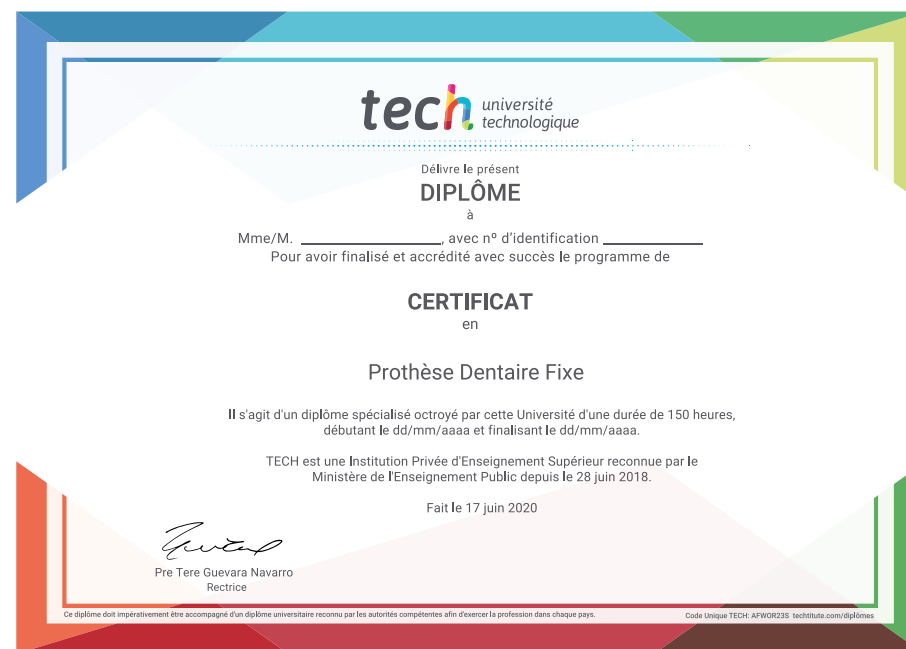 tech université
technologique
Délivre le présent
DIPLÔME
à
Mme/M. ____________________, avec nº d'identification ______________
Pour avoir finalisé et accrédité avec succès le programme de
CERTIFICAT
en
Prothèse Dentaire Fixe
Il s'agit d'un diplôme spécialisé octroyé par cette Université d'une durée de 150 heures,
débutant le dd/mm/aaaa et finalisant le dd/mm/aaaa.
TECH est une Institution Privée d'Enseignement Supérieur reconnue par le
Ministère de l'Enseignement Public depuis le 28 juin 2018.
Fait le 17 juin 2020
Pre Tere Guevara Navarro
Rectrice
Ce diplôme doit impérativement être accompagné d'un diplôme universitaire reconnu par les autorités compétentes afin d'exercer la profession dans chaque pays.
Code Unique TECH: AFWOR23S techtitute.com/diplômes